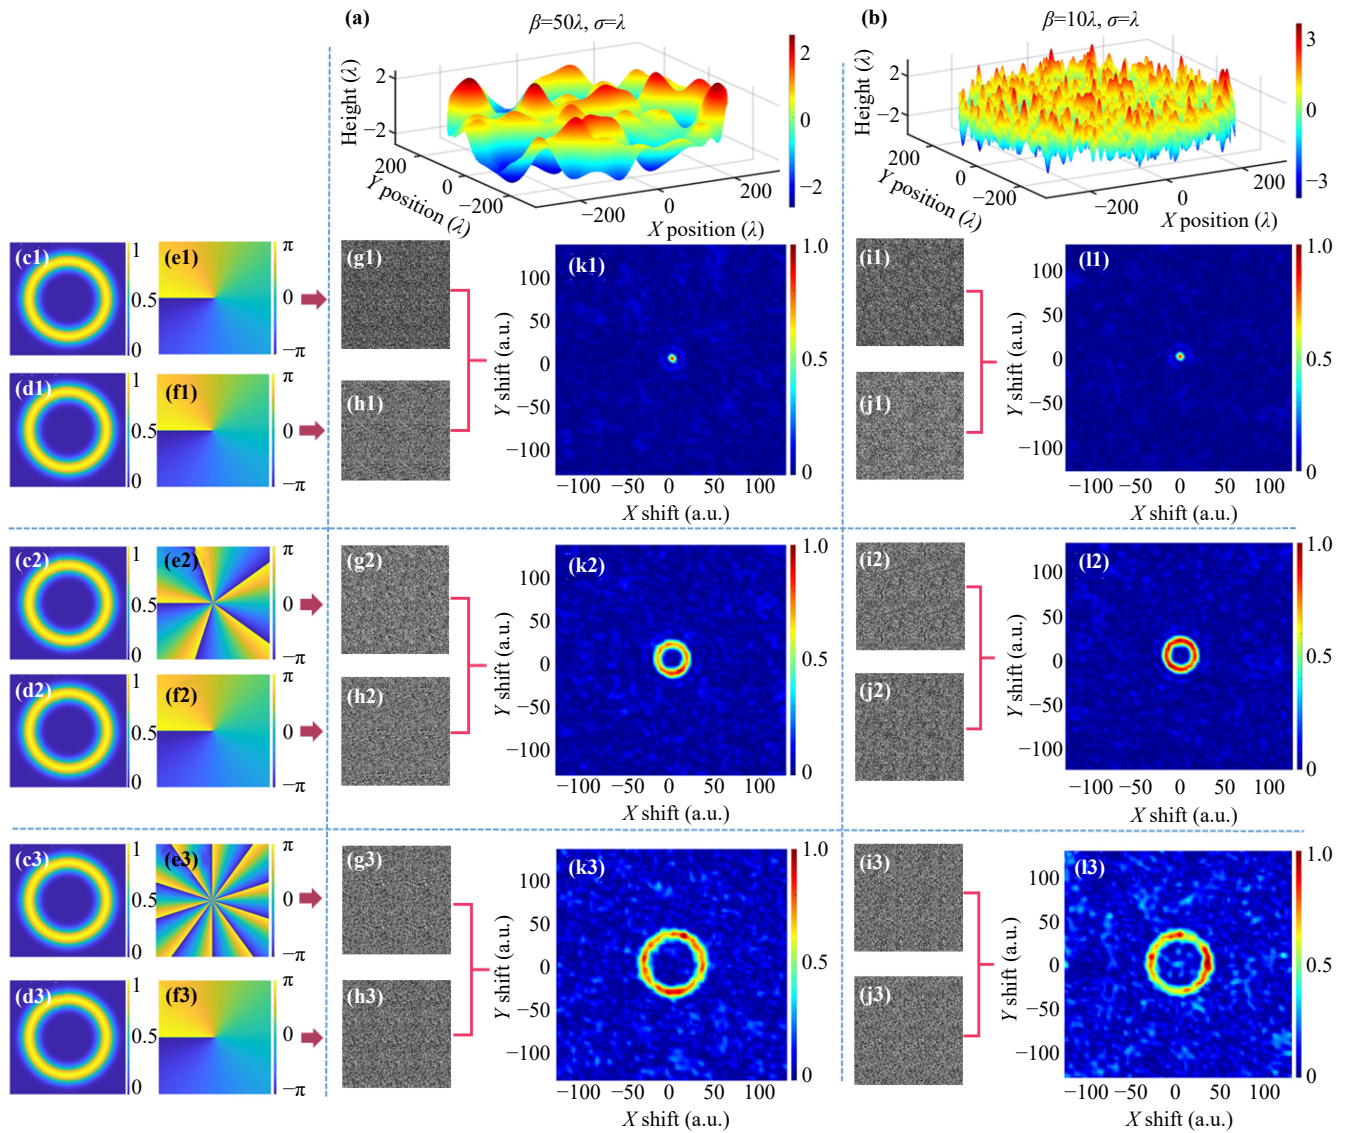 (a)
β=50λ, σ=λ
Height (λ)
2
−2
200
0
−200
Y position (λ)
−200
0
200
X position (λ)
2
0
−2
(b)
β=10λ, σ=λ
Height (λ)
2
−2
200
0
−200
Y position (λ)
−200
0
200
X position (λ)
3
0
−3
(c1)
1
0.5
0
(e1)
π
0
−π
(d1)
1
0.5
0
(f1)
π
0
−π
(g1)
(h1)
(k1)
100
50
0
−50
−100
Y shift (a.u.)
−100 −50 0 50 100
X shift (a.u.)
1.0
0.5
0
(i1)
(j1)
(l1)
100
50
0
−50
−100
Y shift (a.u.)
−100 −50 0 50 100
X shift (a.u.)
1.0
0.5
0
(c2)
1
0.5
0
(e2)
π
0
−π
(d2)
1
0.5
0
(f2)
π
0
−π
(g2)
(h2)
(k2)
100
50
0
−50
−100
Y shift (a.u.)
−100 −50 0 50 100
X shift (a.u.)
1.0
0.5
0
(i2)
(j2)
(l2)
100
50
0
−50
−100
Y shift (a.u.)
−100 −50 0 50 100
X shift (a.u.)
1.0
0.5
0
(c3)
1
0.5
0
(e3)
π
0
−π
(d3)
1
0.5
0
(f3)
π
0
−π
(g3)
(h3)
(k3)
100
50
0
−50
−100
Y shift (a.u.)
−100 −50 0 50 100
X shift (a.u.)
1.0
0.5
0
(i3)
(j3)
(l3)
100
50
0
−50
−100
Y shift (a.u.)
−100 −50 0 50 100
X shift (a.u.)
1.0
0.5
0